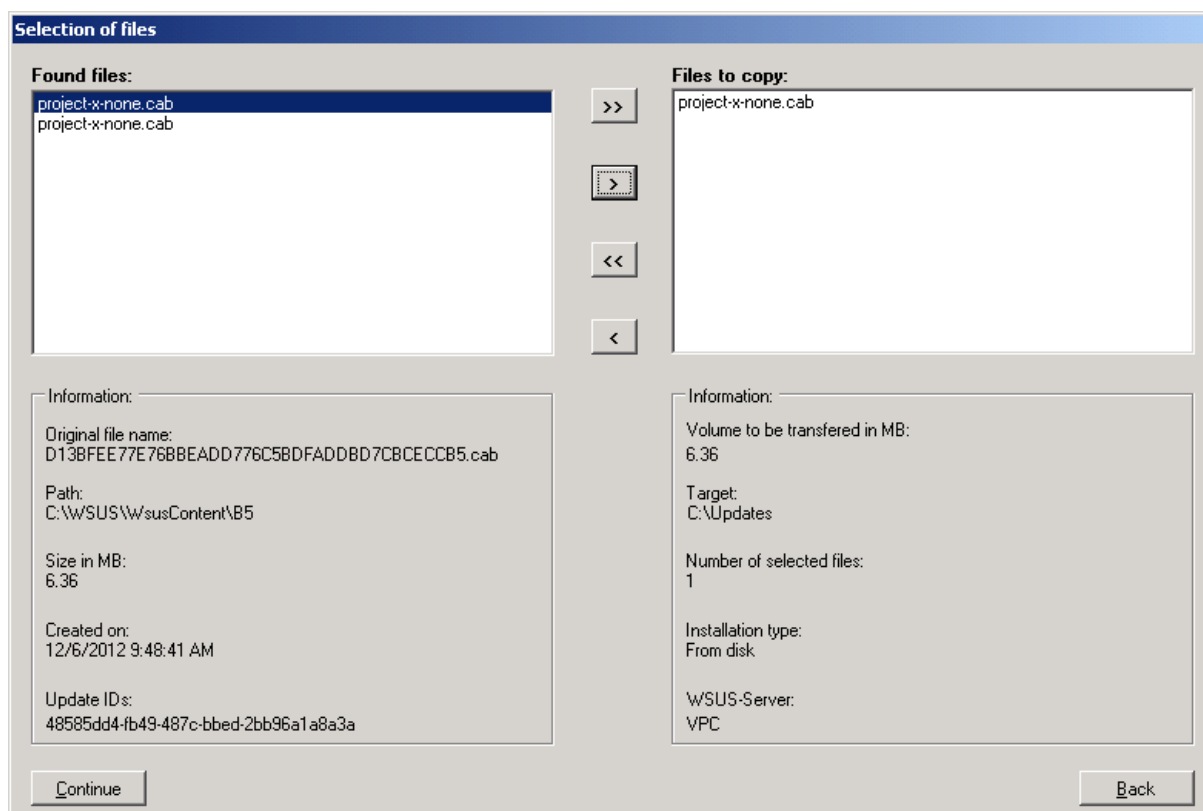 Selection of files
Found files:
project-x-none.cab
project-x-none.cab
>>
>
<<
<
Files to copy:
project-x-none.cab
Information:
Original file name:
D13BFEE77E76BBEADD776C5BDFADDBD7CBCECCB5.cab
Path:
C:\WSUS\WsusContent\B5
Size in MB:
6.36
Created on:
12/6/2012 9:48:41 AM
Update IDs:
48585dd4-fb49-487c-bbed-2bb96a1a8a3a
Information:
Volume to be transfered in MB:
6.36
Target:
C:\Updates
Number of selected files:
1
Installation type:
From disk
WSUS-Server:
VPC
Continue
Back